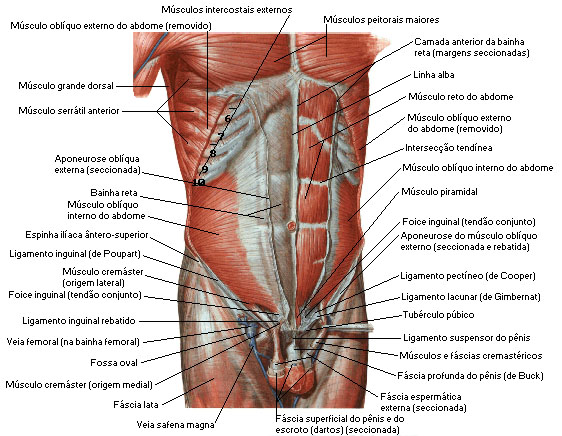 Músculos intercostais externos
Músculo oblíquo externo do abdome (removido)
Músculo grande dorsal
Músculo serrátil anterior
6
7
8
9
10
Aponeurose oblíqua
externa (seccionada)
Bainha reta
Músculo oblíquo
interno do abdome
Espinha ilíaca ântero-superior
Ligamento inguinal (de Poupart)
Músculo cremáster
(origem lateral)
Foice inguinal (tendão conjunto)
Ligamento inguinal rebatido
Veia femoral (na bainha femoral)
Fossa oval
Músculo cremáster (origem medial)
Fáscia lata
Veia safena magna
Músculos peitorais maiores
Camada anterior da bainha
reta (margens seccionadas)
Linha alba
Músculo reto do abdome
Músculo oblíquo externo
do abdome (removido)
Intersecção tendínea
Músculo oblíquo interno do abdome
Músculo piramidal
Foice inguinal (tendão conjunto)
Aponeurose do músculo oblíquo
externo (seccionada e rebatida)
Ligamento pectíneo (de Cooper)
Ligamento lacunar (de Gimbernat)
Tubérculo púbico
Ligamento suspensor do pênis
Músculos e fáscias cremastéricos
Fáscia profunda do pênis (de Buck)
Fáscia espermática
externa (seccionada)
Fáscia superficial do pênis e do
escroto (dartos) (seccionada)